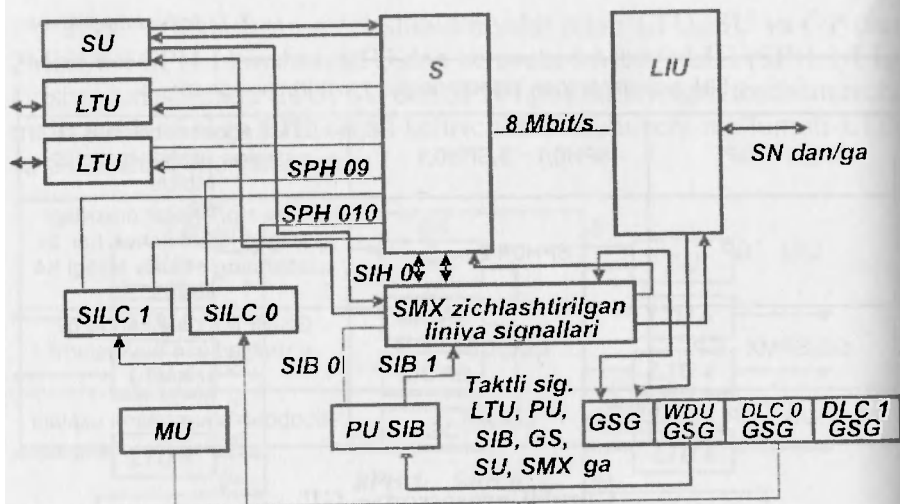 SU
S
LIU
LTU
8 Mbit/s
SN dan/ga
LTU
SPH 09
SPH 010
SIH 0
SILC 1
SILC 0
SMX zichlashtirilgan
liniva signallari
SIB 0
SIB 1
Taktli sig.
LTU, PU,
SIB, GS,
SU, SMX ga
MU
PU SIB
GSG
WDU
GSG
DLC 0
GSG
DLC 1
GSG